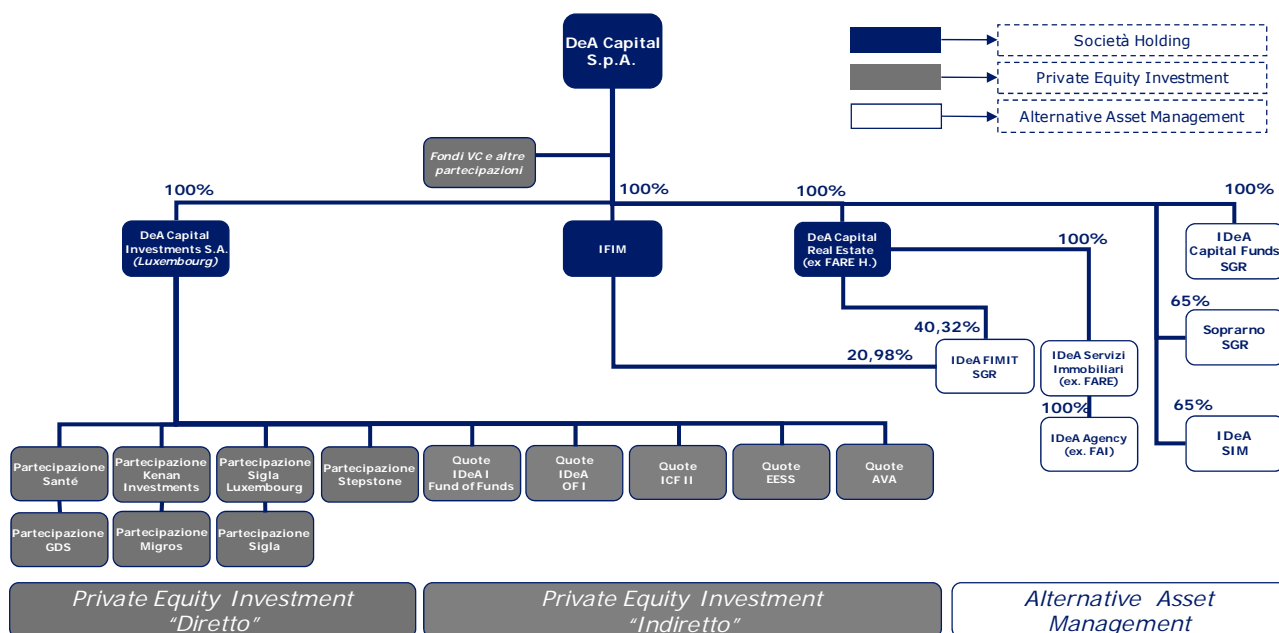 DeA Capital
S.p.A.
Società Holding
Private Equity Investment
Alternative Asset Management
Fondi VC e altre
partecipazioni
100%
100%
100%
100%
DeA Capital
Investments S.A.
(Luxembourg)
IFIM
DeA Capital
Real Estate
(ex FARE H.)
100%
IDeA
Capital Funds
SGR
65%
40,32%
Soprarno
SGR
20,98%
IDeA FIMIT
SGR
IDeA Servizi
Immobiliari
(ex. FARE)
100%
65%
IDeA Agency
(ex. FAI)
IDeA
SIM
Partecipazione
Santé
Partecipazione
Kenan
Investments
Partecipazione
Sigla
Luxembourg
Partecipazione
Stepstone
Quote
IDeA I
Fund of Funds
Quote
IDeA
OF I
Quote
ICF II
Quote
EESS
Quote
AVA
Partecipazione
GDS
Partecipazione
Migros
Partecipazione
Sigla
Private Equity Investment
"Diretto"
Private Equity Investment
"Indiretto"
Alternative Asset
Management